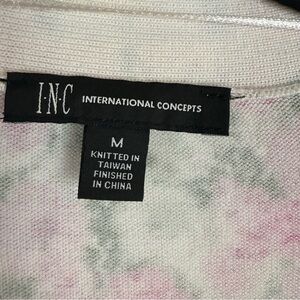 I·N·C INTERNATIONAL CONCEPTS
M
KNITTED IN
TAIWAN
FINISHED
IN CHINA